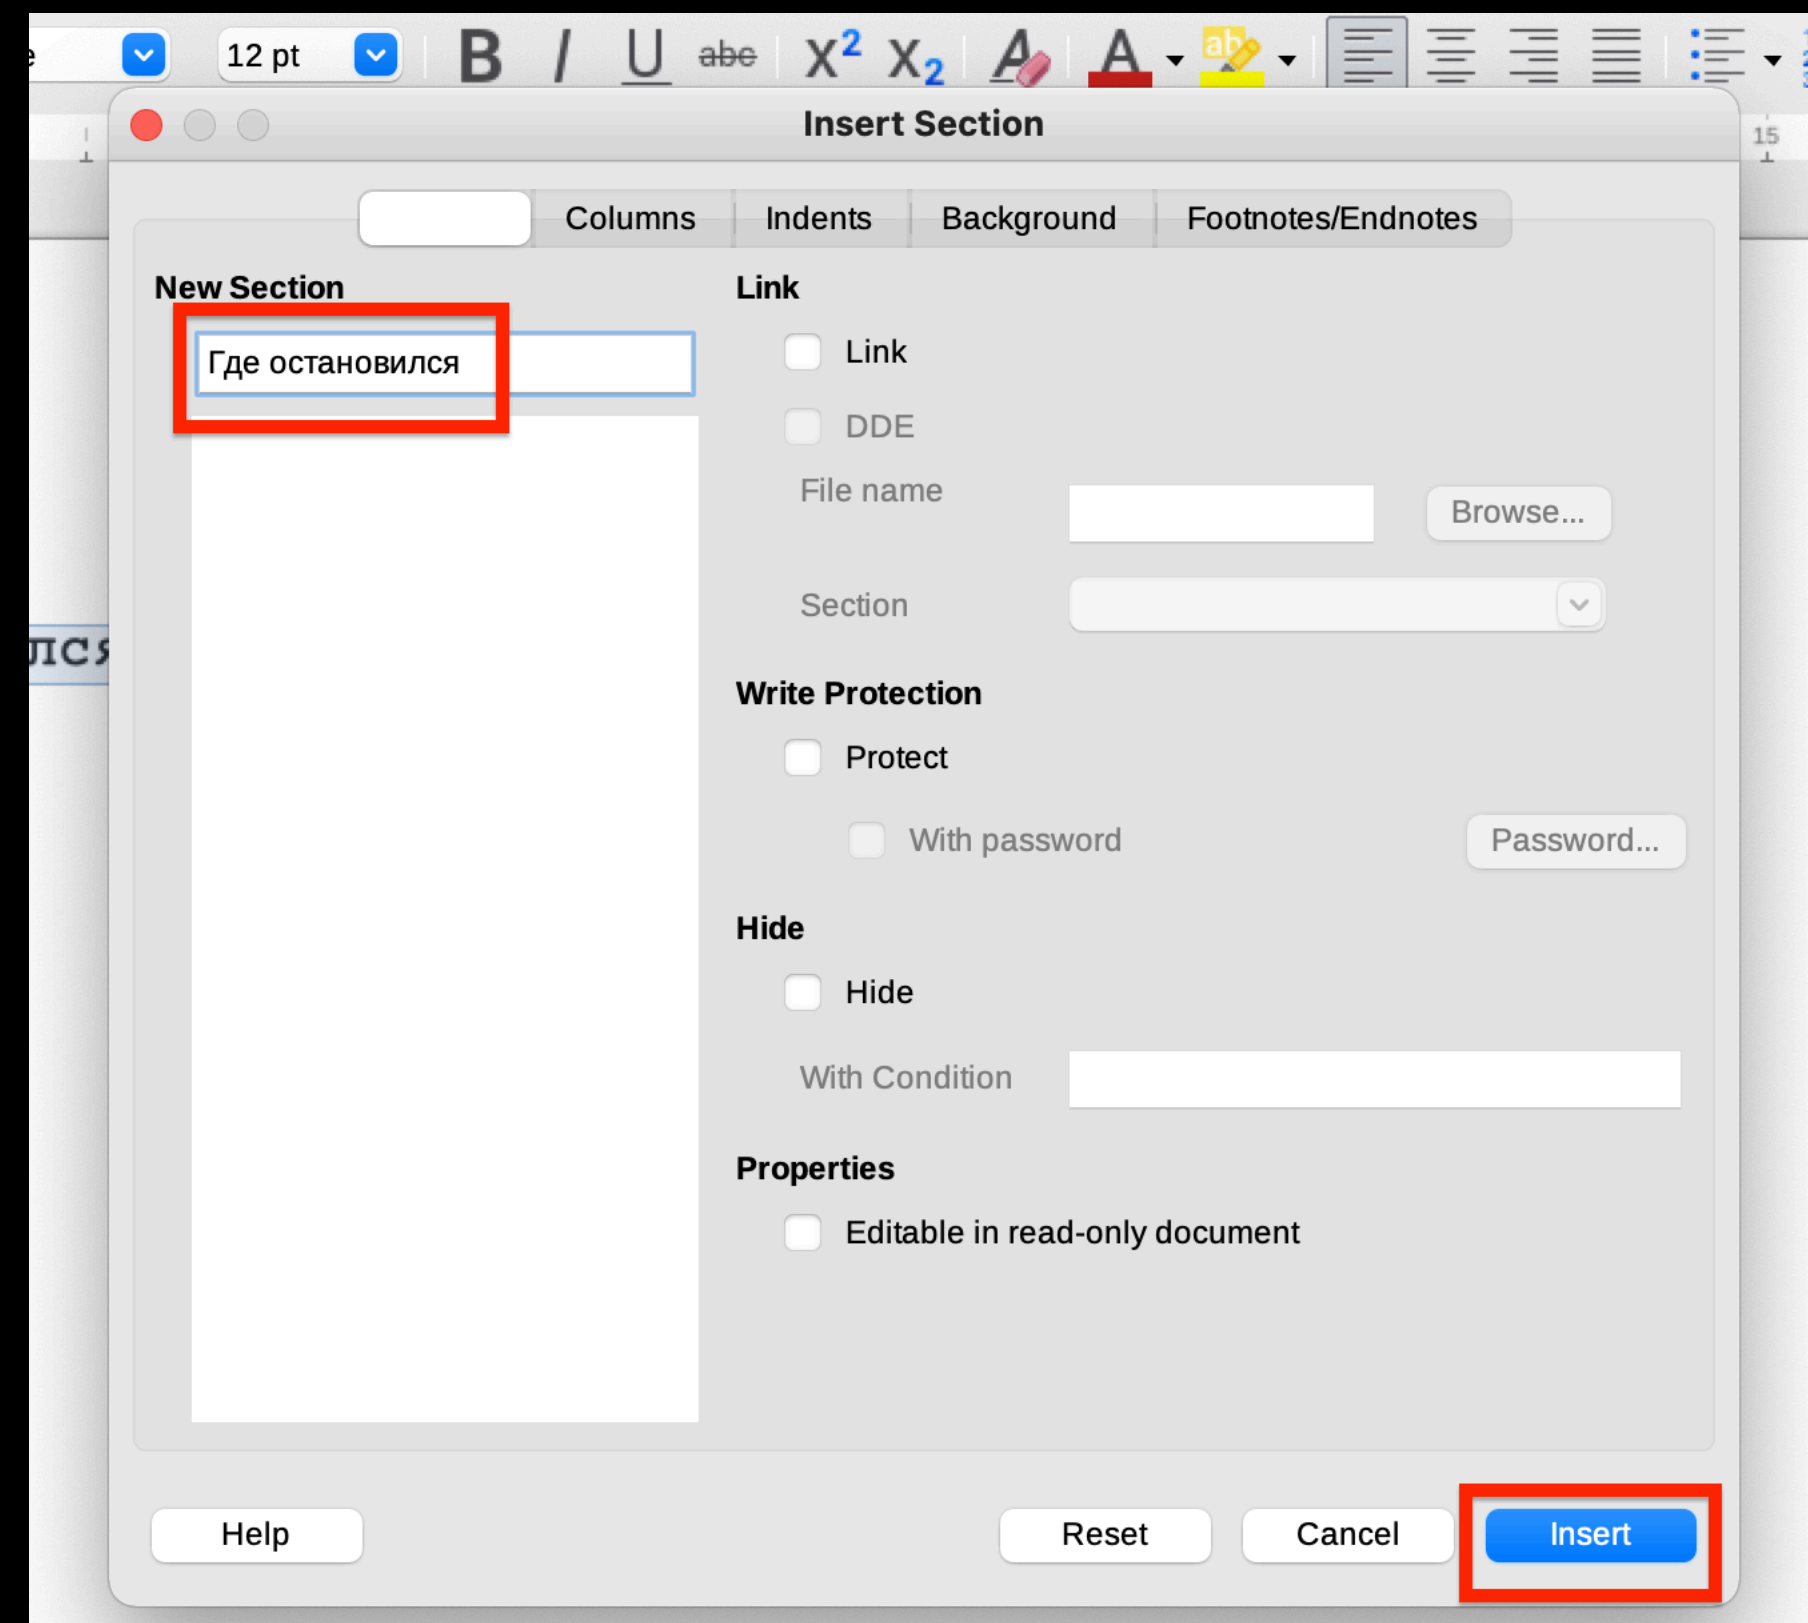 12 pt
B I U abc X2 X2 A A ab
15
Insert Section
Columns Indents Background Footnotes/Endnotes
New Section
Где остановился
Link
Link
DDE
File name
Browse...
Section
лся
Write Protection
Protect
With password
Password...
Hide
Hide
With Condition
Properties
Editable in read-only document
Help
Reset
Cancel
Insert